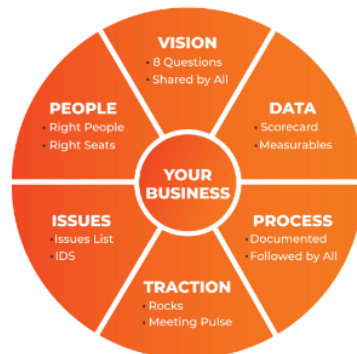 VISION
• 8 Questions
• Shared by All
PEOPLE
• Right People
• Right Seats
DATA
• Scorecard
• Measurables
YOUR
BUSINESS
ISSUES
• Issues List
• IDS
PROCESS
• Documented
• Followed by All
TRACTION
• Rocks
• Meeting Pulse